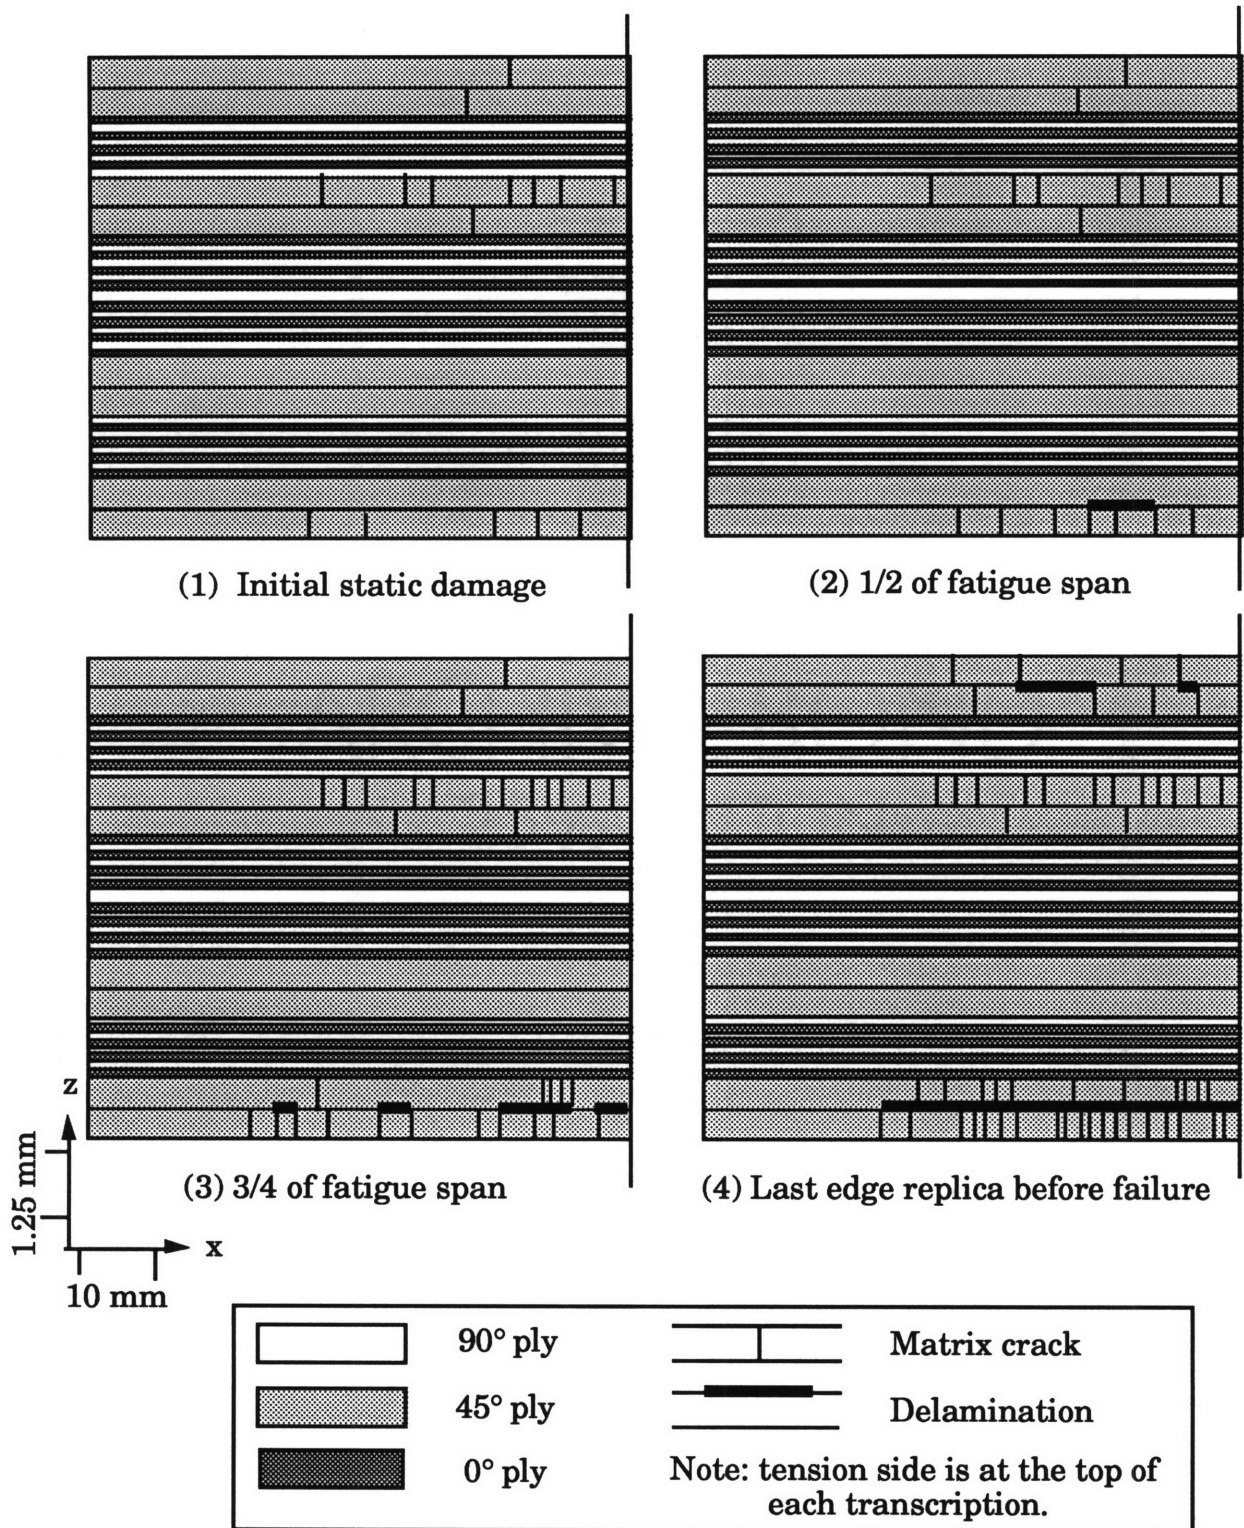 (1) Initial static damage
(2) 1/2 of fatigue span
(3) 3/4 of fatigue span
(4) Last edge replica before failure
z
1.25 mm
x
10 mm
90° ply
Matrix crack
45° ply
Delamination
0° ply
Note: tension side is at the top of
each transcription.